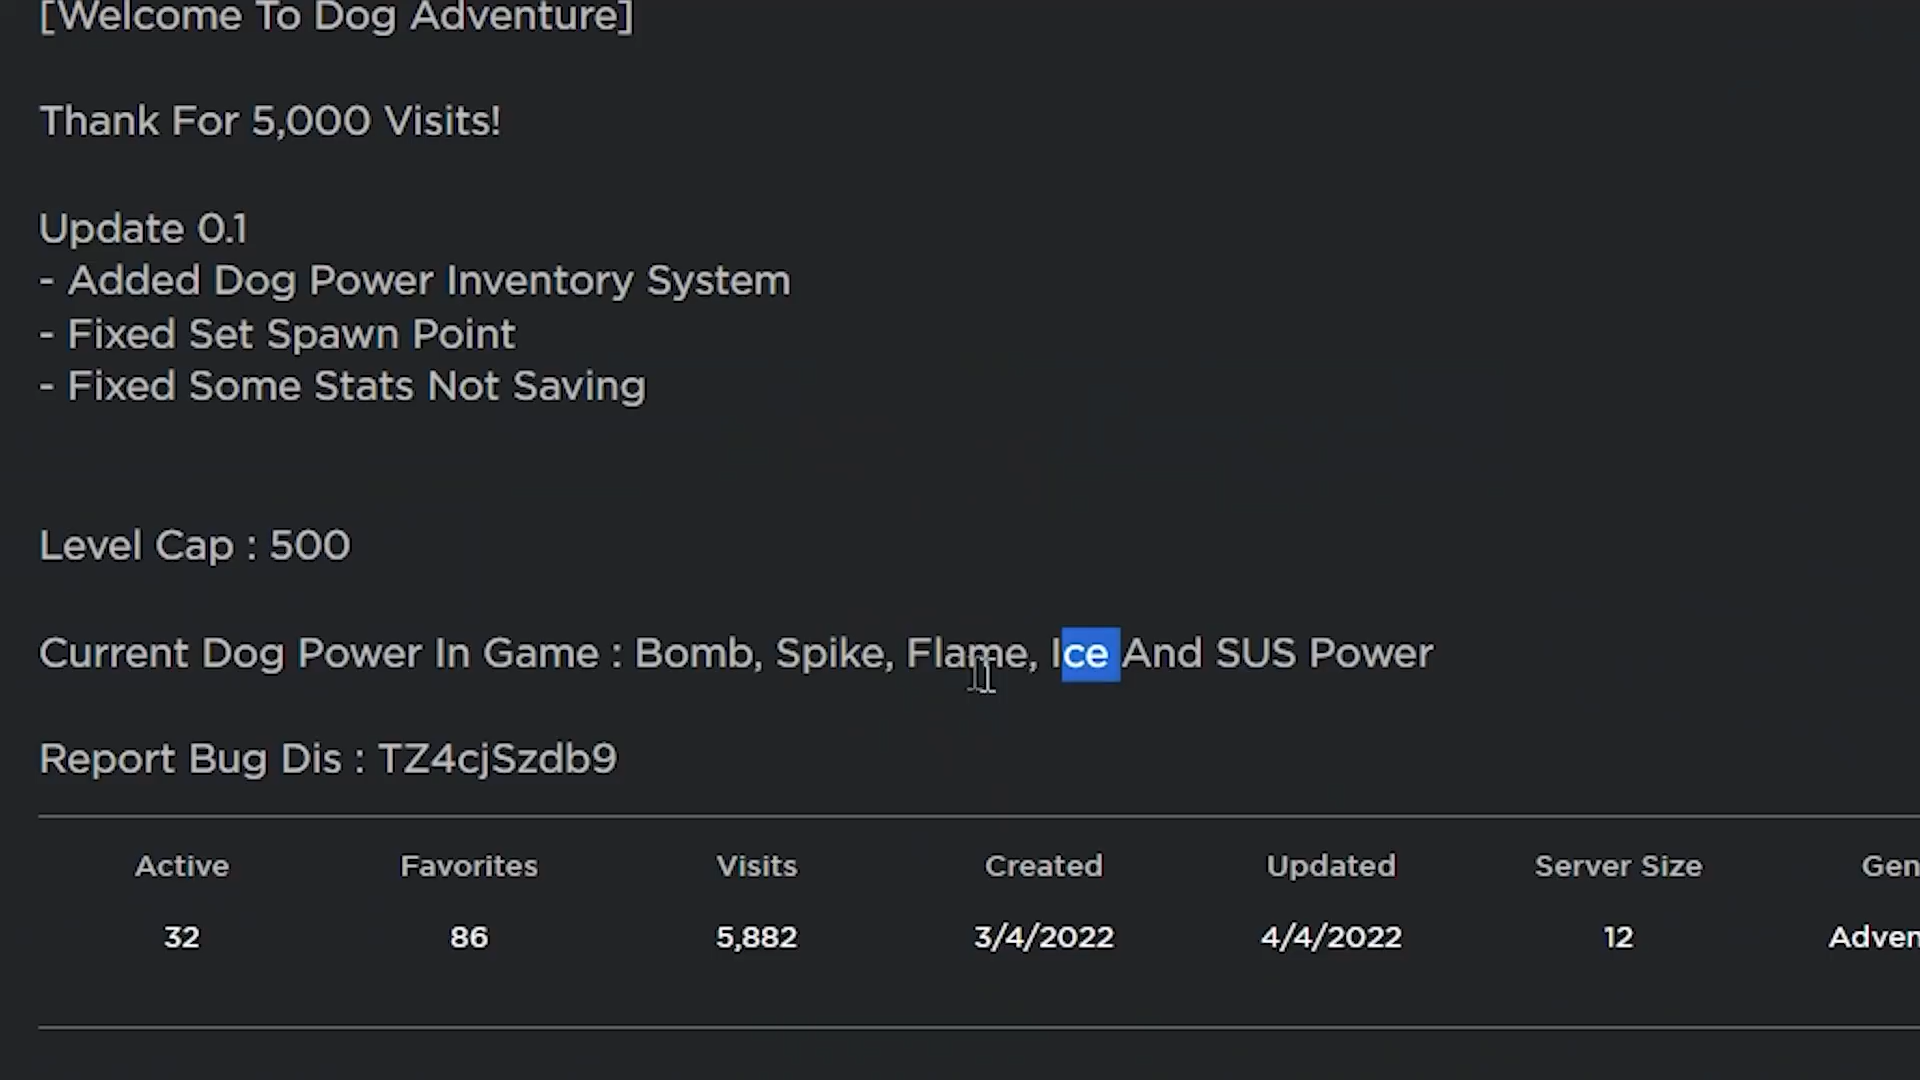 [Welcome To Dog Adventure]
Thank For 5,000 Visits!
Update 0.1
- Added Dog Power Inventory System
- Fixed Set Spawn Point
- Fixed Some Stats Not Saving
Level Cap : 500
Current Dog Power In Game : Bomb, Spike, Flame, Ice And SUS Power
Report Bug Dis : TZ4cjSzdb9
Active Favorites Visits Created Updated Server Size
32 86 5,882 3/4/2022 4/4/2022 12